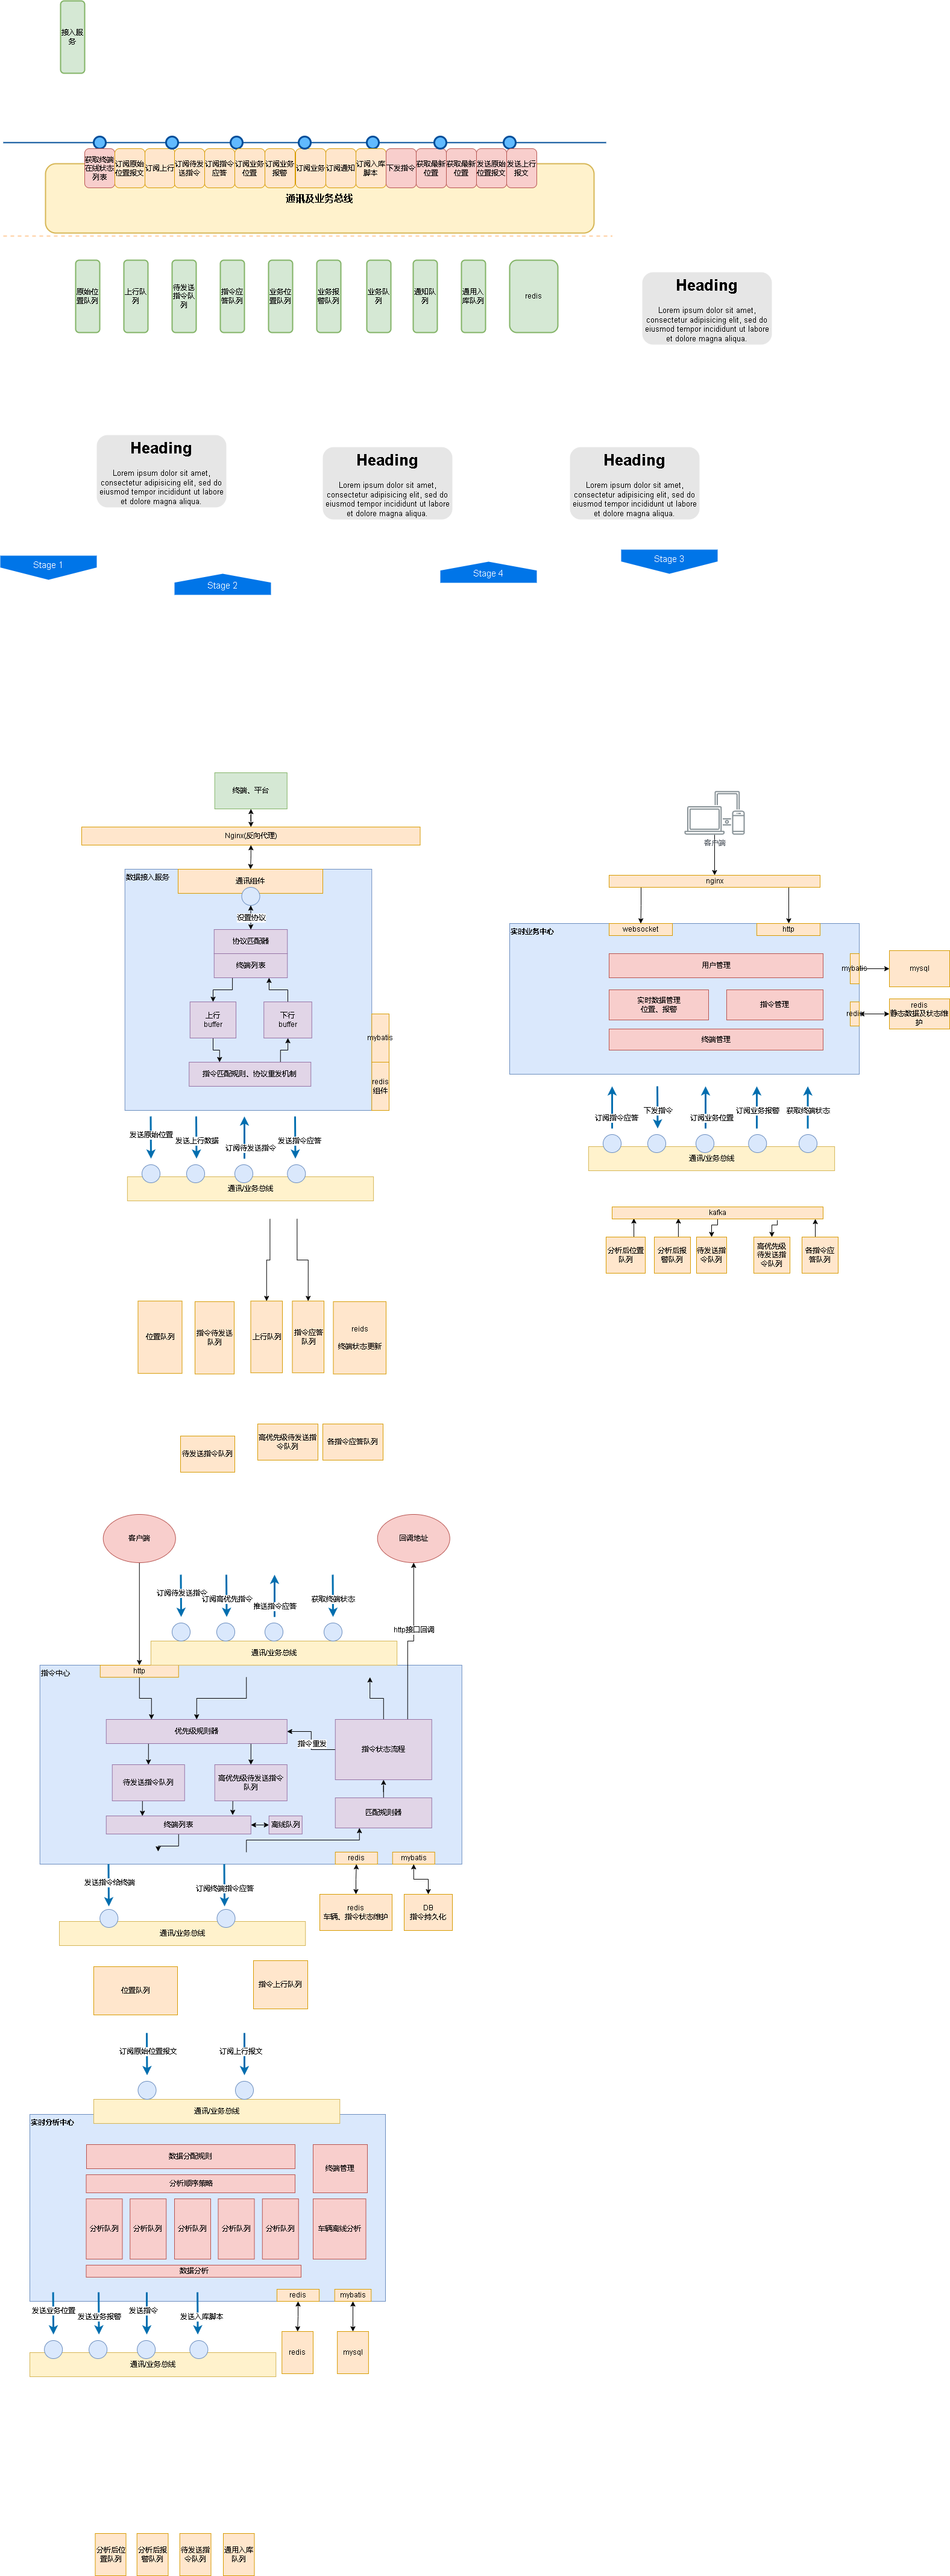 接入服
务
获取终端
在线状态
列表
订阅原始
位置报文
订阅上行
订阅待发
送指令
订阅指令
应答
订阅业务
位置
订阅业务
报警
订阅业务
订阅通知
订阅入库
脚本
下发指令
获取最新
位置
获取最新
位置
发送原始
位置报文
发送上行
报文
通讯及业务总线
原始位
置队列
上行队
列
待发送
指令队
列
指令应
答队列
业务位
置队列
业务报
警队列
业务队
列
通知队
列
通用入
库队列
redis
Heading
Lorem ipsum dolor sit amet,
consectetur adipisicing elit, sed do
eiusmod tempor incididunt ut labore
et dolore magna aliqua.
Heading
Lorem ipsum dolor sit amet,
consectetur adipisicing elit, sed do
eiusmod tempor incididunt ut labore
et dolore magna aliqua.
Heading
Lorem ipsum dolor sit amet,
consectetur adipisicing elit, sed do
eiusmod tempor incididunt ut labore
et dolore magna aliqua.
Heading
Lorem ipsum dolor sit amet,
consectetur adipisicing elit, sed do
eiusmod tempor incididunt ut labore
et dolore magna aliqua.
Stage 1
Stage 2
Stage 4
Stage 3
终端、平台
Nginx(反向代理)
数据接入服务
通讯组件
设置协议
协议匹配器
终端列表
上行
buffer
下行
buffer
指令匹配规则、协议重发机制
mybatis
redis
组件
发送原始位置
发送上行数据
订阅待发送指令
发送指令应答
通讯/业务总线
位置队列
指令待发送
队列
上行队列
指令应答
队列
reids
终端状态更新
待发送指令队列
高优先级待发送指
令队列
各指令应答队列
客户端
nginx
实时业务中心
websocket
http
用户管理
实时数据管理
位置、报警
指令管理
终端管理
mybatis
mysql
redis
redis
静态数据及状态维
护
订阅指令应答
下发指令
订阅业务位置
订阅业务报警
获取终端状态
通讯/业务总线
kafka
分析后位置
队列
分析后报
警队列
待发送指
令队列
高优先级
待发送指
令队列
各指令应
答队列
客户端
回调地址
订阅待发送指令
订阅高优先指令
推送指令应答
获取终端状态
http接口回调
通讯/业务总线
指令中心
http
优先级规则器
指令重发
指令状态流程
待发送指令队列
高优先级待发送指令
队列
匹配规则器
终端列表
离线队列
redis
mybatis
发送指令给终端
订阅终端指令应答
redis
车辆、指令状态维护
DB
指令持久化
通讯/业务总线
位置队列
指令上行队列
订阅原始位置报文
订阅上行报文
通讯/业务总线
实时分析中心
数据分配规则
终端管理
分析顺序策略
分析队列
分析队列
分析队列
分析队列
分析队列
车辆离线分析
数据分析
redis
mybatis
发送业务位置
发送业务报警
发送指令
发送入库脚本
redis
mysql
通讯/业务总线
分析后位
置队列
分析后报
警队列
待发送指
令队列
通用入库
队列